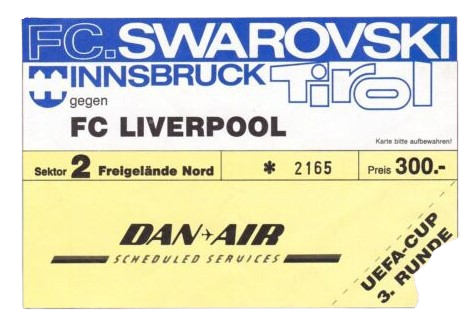 FC.SWAROVSKI
INNSBRUCK Tirol
gegen
FC LIVERPOOL
Karte bitte aufbewahren!
Sektor 2 Freigelände Nord * 2165 Preis 300.-
DAN-AIR
SCHEDULED SERVICES
UEFA-CUP
3. RUNDE